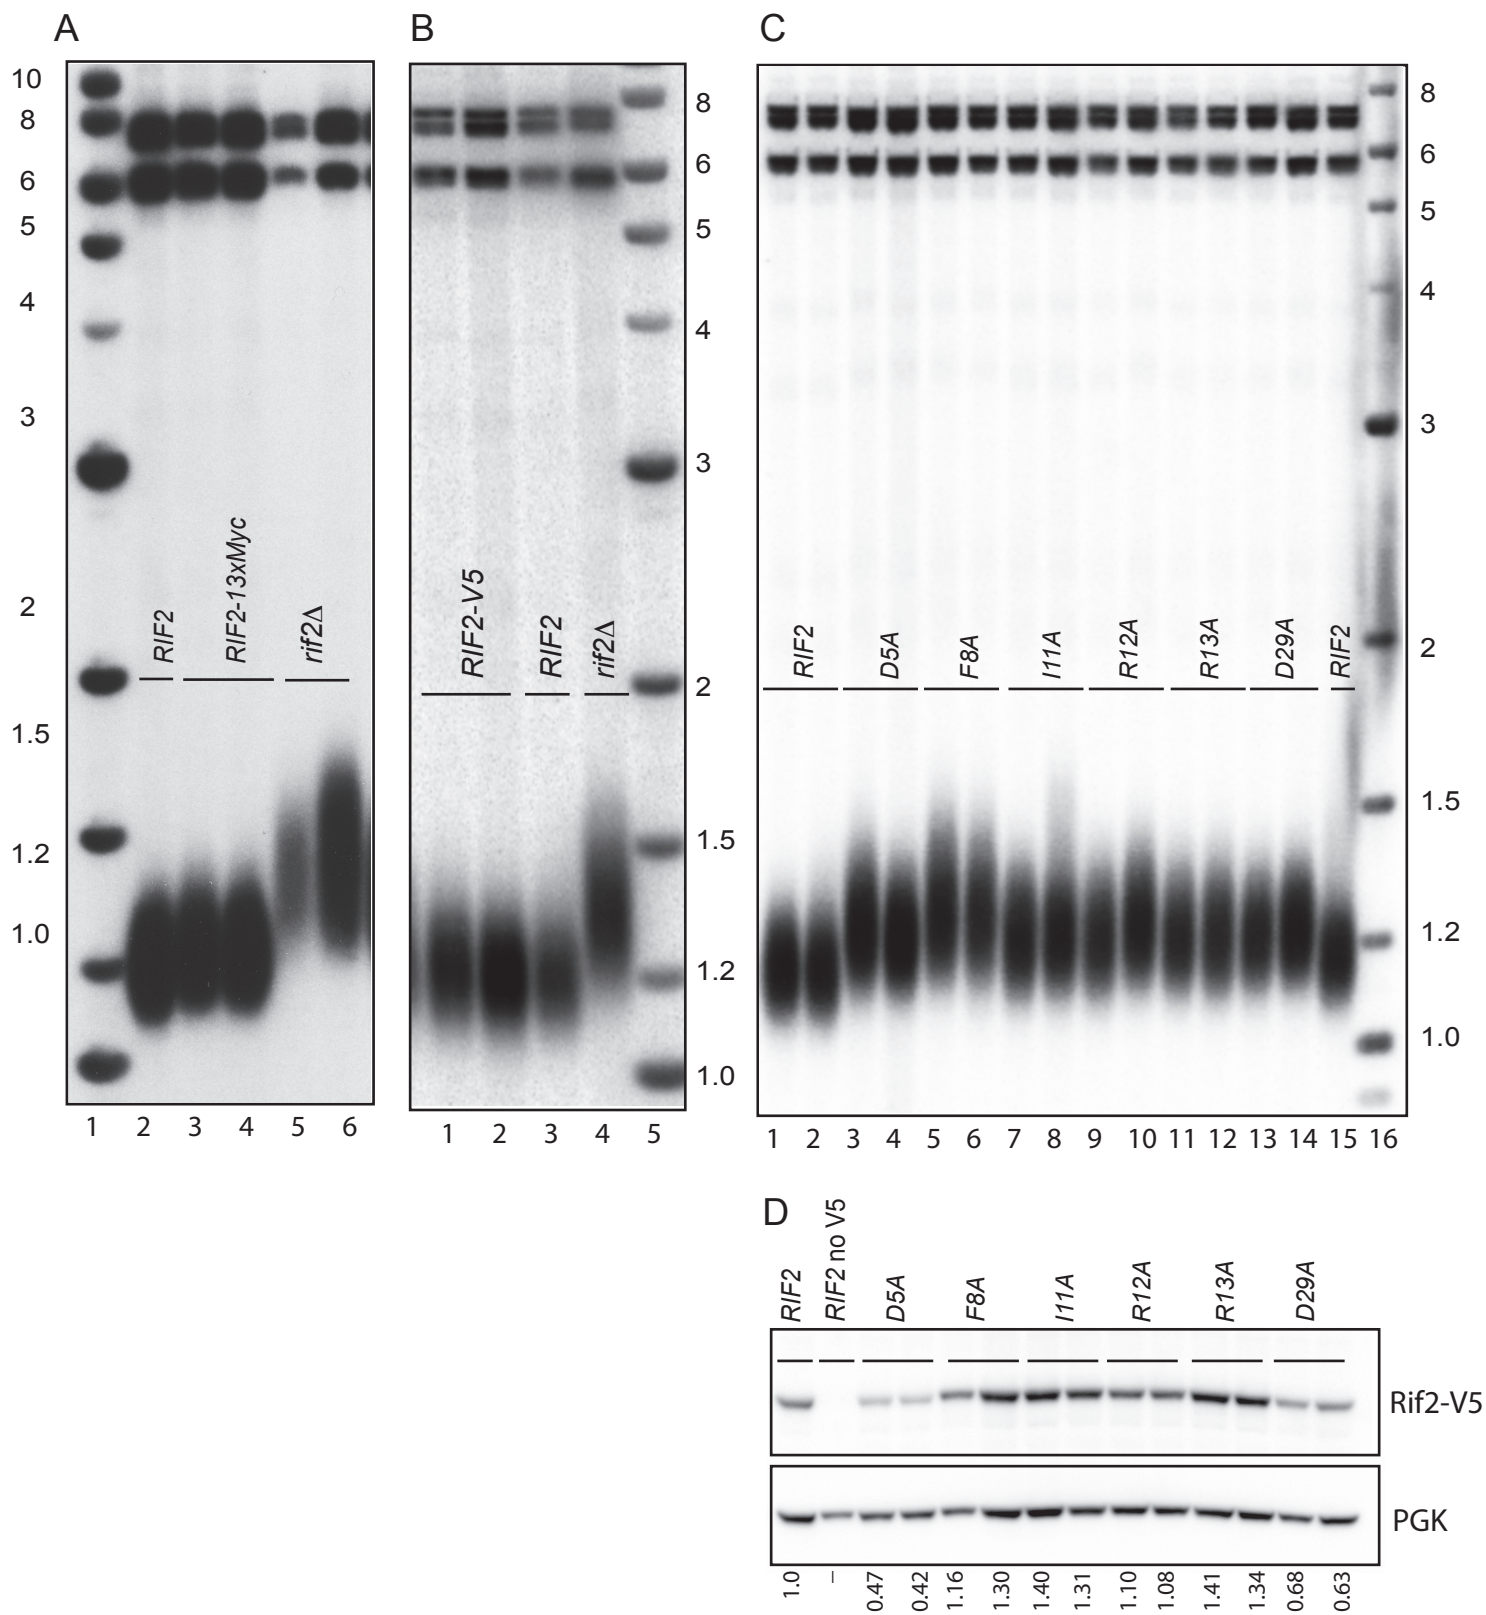 A
10
8
6
5
4
3
2
1.5
1.2
1.0
RIF2
RIF2-13xMyc
rif2Δ
1 2 3 4 5 6
B
8
6
5
4
3
2
1.5
1.2
1.0
RIF2-V5
RIF2
rif2Δ
1 2 3 4 5
C
8
6
5
4
3
2
1.5
1.2
1.0
RIF2
D5A
F8A
I11A
R12A
R13A
D29A
RIF2
1 2 3 4 5 6 7 8 9 10 11 12 13 14 15 16
D
RIF2
RIF2 no V5
D5A
F8A
I11A
R12A
R13A
D29A
Rif2-V5
PGK
1.0
–
0.47
0.42
1.16
1.30
1.40
1.31
1.10
1.08
1.41
1.34
0.68
0.63